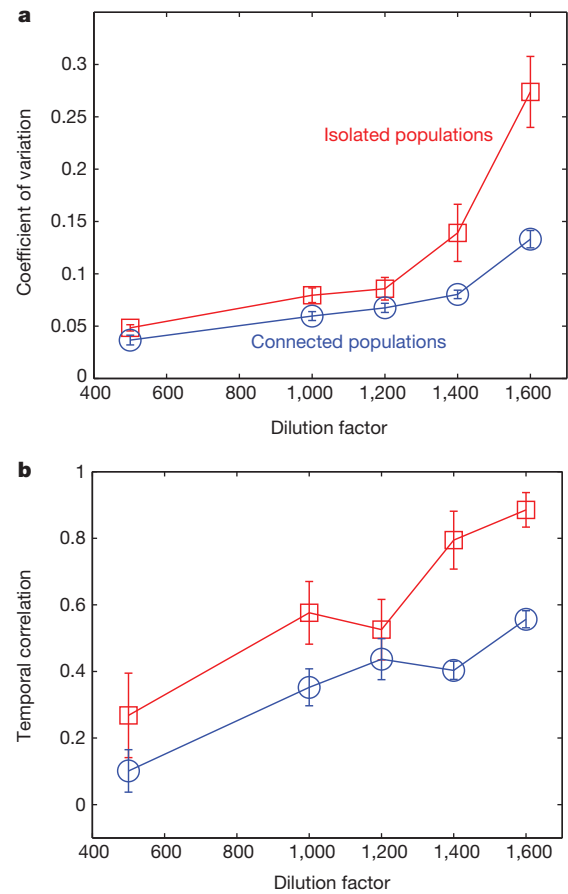 a
0.3
0.25
0.2
0.15
0.1
0.05
0
Coefficient of variation
Isolated populations
Connected populations
400 600 800 1,000 1,200 1,400 1,600
Dilution factor
b
1
0.8
0.6
0.4
0.2
0
Temporal correlation
400 600 800 1,000 1,200 1,400 1,600
Dilution factor